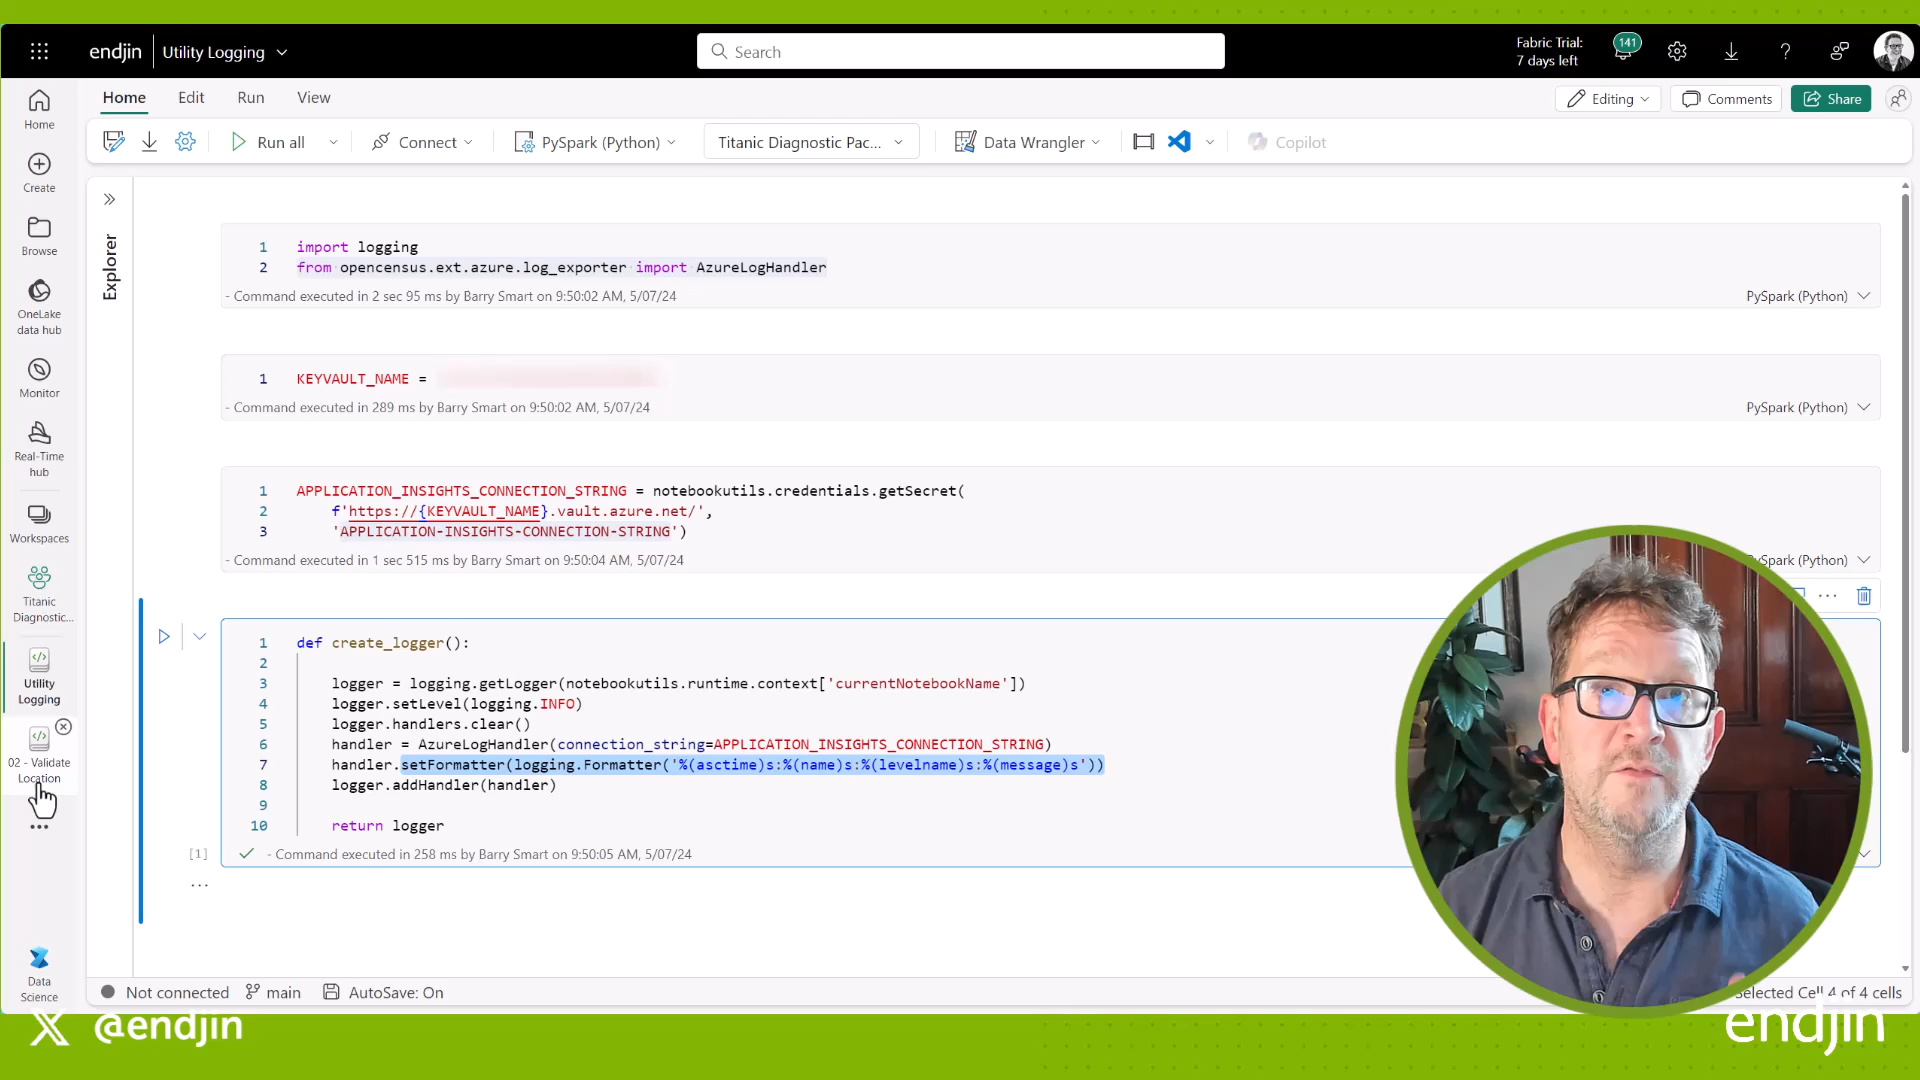 endjin
Utility Logging
Search
Fabric Trial:
7 days left
141
Home
Edit
Run
View
Editing
Comments
Share
Run all
Connect
PySpark (Python)
Titanic Diagnostic Pac...
Data Wrangler
Copilot
Home
Create
Browse
OneLake
data hub
Monitor
Real-Time
hub
Workspaces
Titanic
Diagnostic...
Utility
Logging
02 - Validate
Location
Data
Science
Explorer
1 import logging
2 from opencensus.ext.azure.log_exporter import AzureLogHandler
- Command executed in 2 sec 95 ms by Barry Smart on 9:50:02 AM, 5/07/24
PySpark (Python)
1 KEYVAULT_NAME =
- Command executed in 289 ms by Barry Smart on 9:50:02 AM, 5/07/24
PySpark (Python)
1 APPLICATION_INSIGHTS_CONNECTION_STRING = notebookutils.credentials.getSecret(
2 f'https://{KEYVAULT_NAME}.vault.azure.net/',
3 'APPLICATION-INSIGHTS-CONNECTION-STRING')
- Command executed in 1 sec 515 ms by Barry Smart on 9:50:04 AM, 5/07/24
PySpark (Python)
1 def create_logger():
2
3 logger = logging.getLogger(notebookutils.runtime.context['currentNotebookName'])
4 logger.setLevel(logging.INFO)
5 logger.handlers.clear()
6 handler = AzureLogHandler(connection_string=APPLICATION_INSIGHTS_CONNECTION_STRING)
7 handler.setFormatter(logging.Formatter('%(asctime)s:%(name)s:%(levelname)s:%(message)s'))
8 logger.addHandler(handler)
9
10 return logger
[1]
- Command executed in 258 ms by Barry Smart on 9:50:05 AM, 5/07/24
Not connected
main
AutoSave: On
Selected Cell 4 of 4 cells
X @endjin
endjin